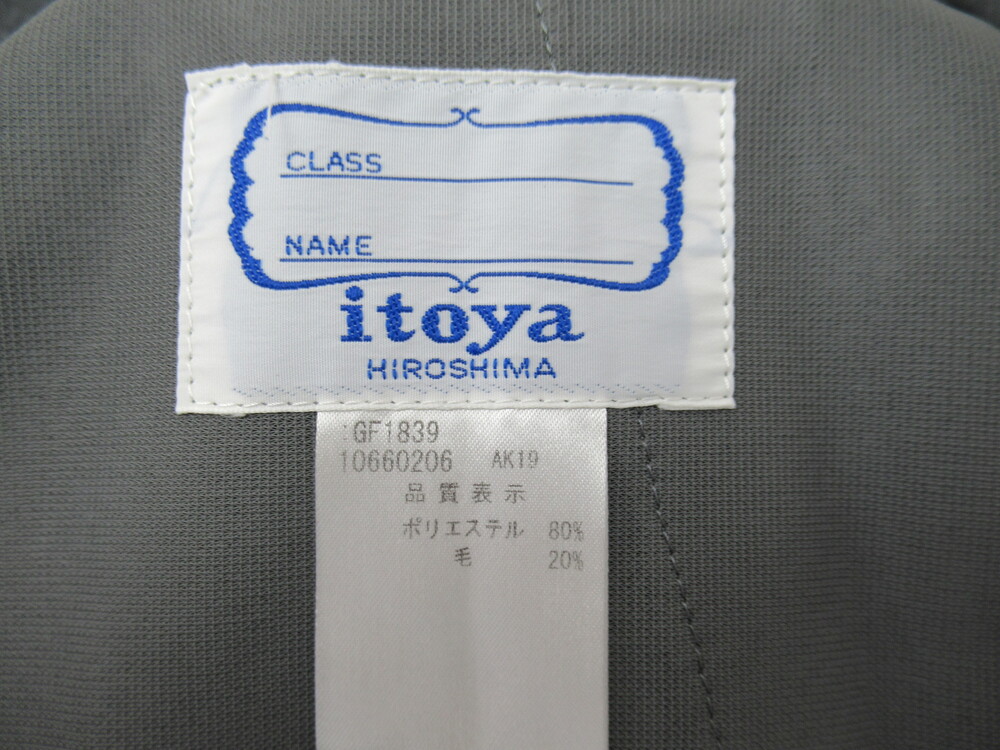 CLASS
NAME
itoya
HIROSHIMA
:GF1839
10660206 AK19
品質表示
ポリエステル 80%
毛 20%